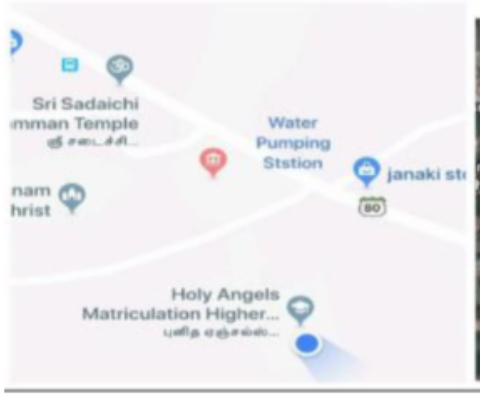 Sri Sadaichi
mman Temple
ஸ்ரீ சடைச்சி...
Water
Pumping
Ststion
janaki st
nam
hrist
80
Holy Angels
Matriculation Higher...
புனித ஏஞ்சல்ஸ்...